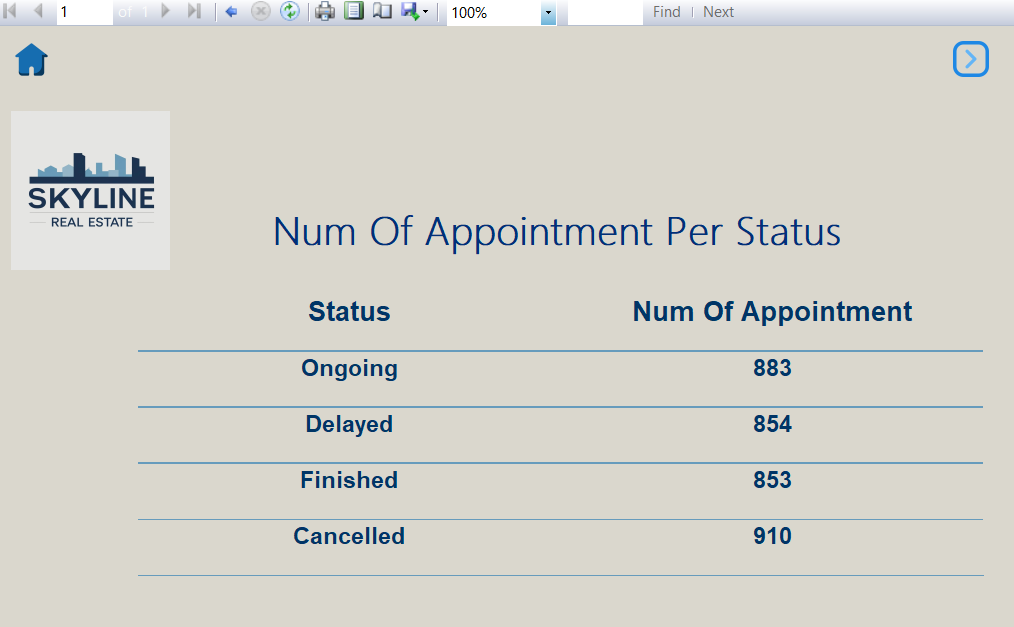 1 of 1 100% Find Next
SKYLINE
REAL ESTATE
Num Of Appointment Per Status
Status Num Of Appointment
Ongoing 883
Delayed 854
Finished 853
Cancelled 910